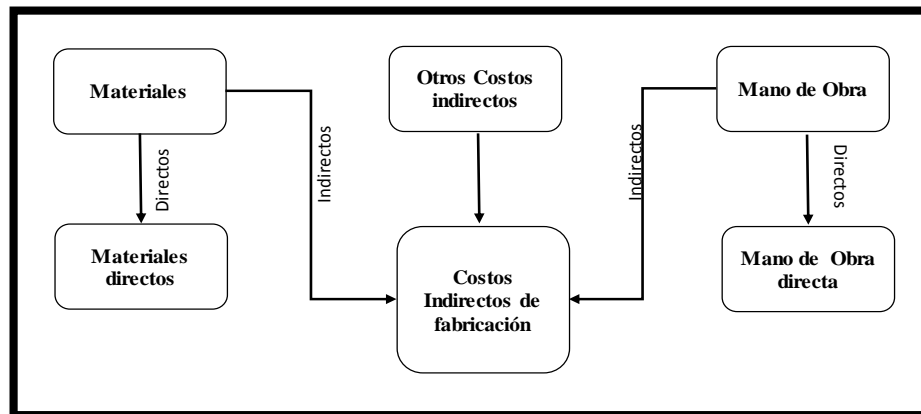 Materiales
Otros Costos
indirectos
Mano de Obra
Directos
Indirectos
Indirectos
Directos
Materiales
directos
Costos
Indirectos de
fabricación
Mano de Obra
directa